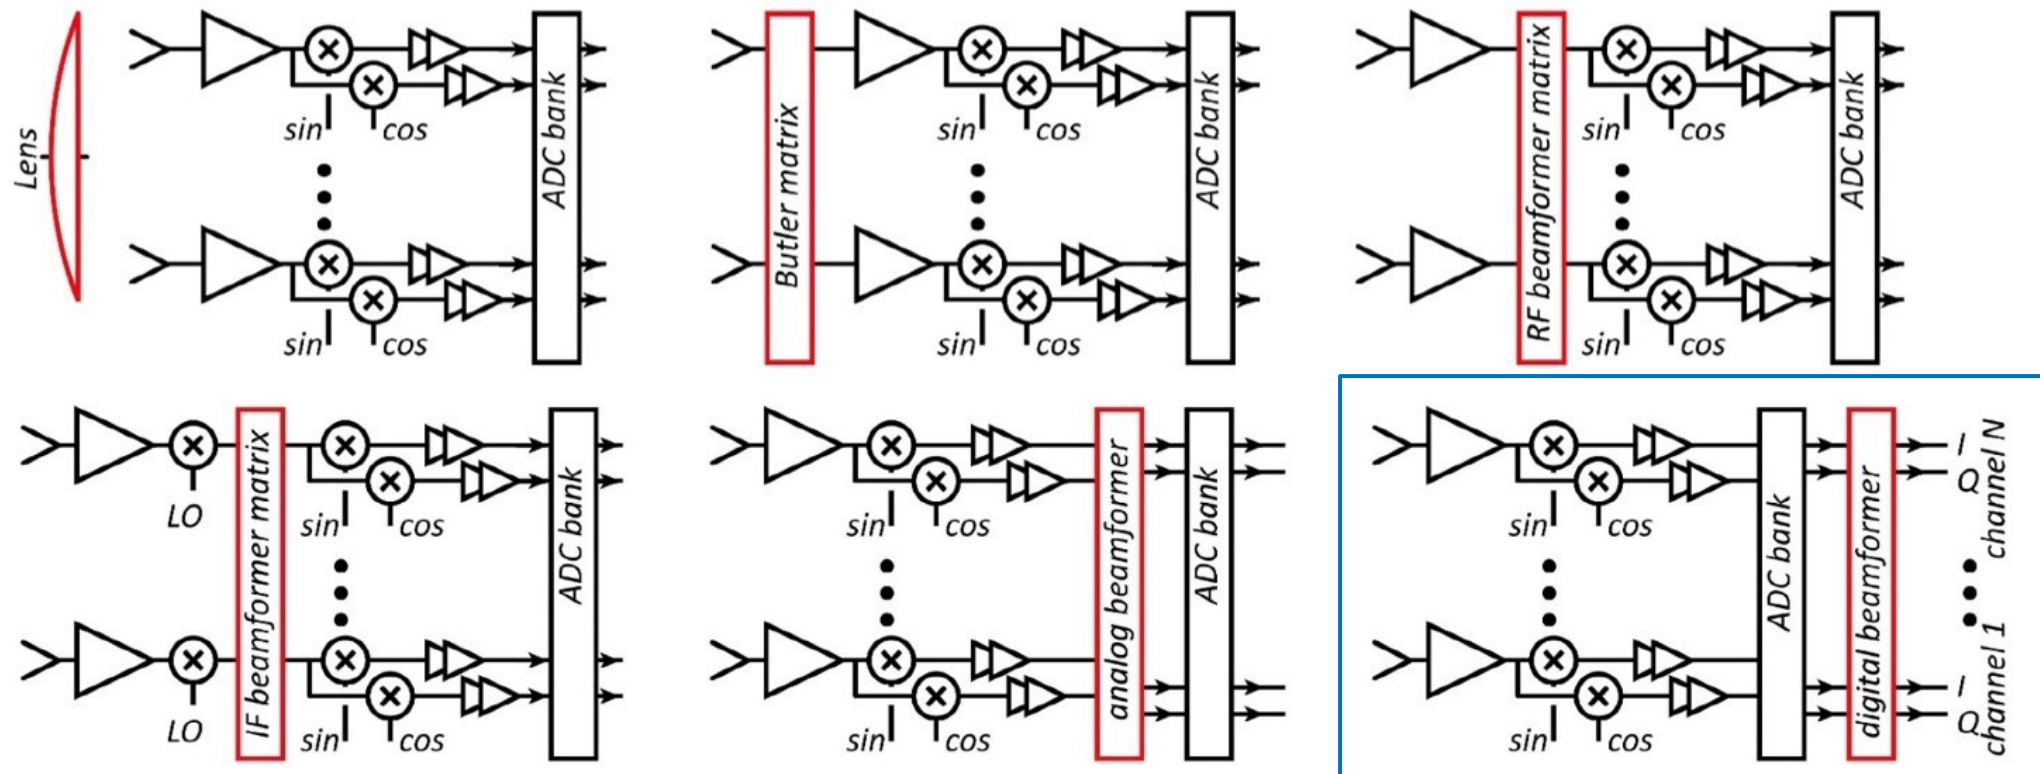 Lens
sin
cos
sin
cos
ADC bank
Butler matrix
sin
cos
sin
cos
ADC bank
RF beamformer matrix
sin
cos
sin
cos
ADC bank
LO
LO
IF beamformer matrix
sin
cos
sin
cos
ADC bank
sin
cos
sin
cos
analog beamformer
ADC bank
sin
cos
sin
cos
ADC bank
digital beamformer
I
Q
channel N
I
Q
channel 1